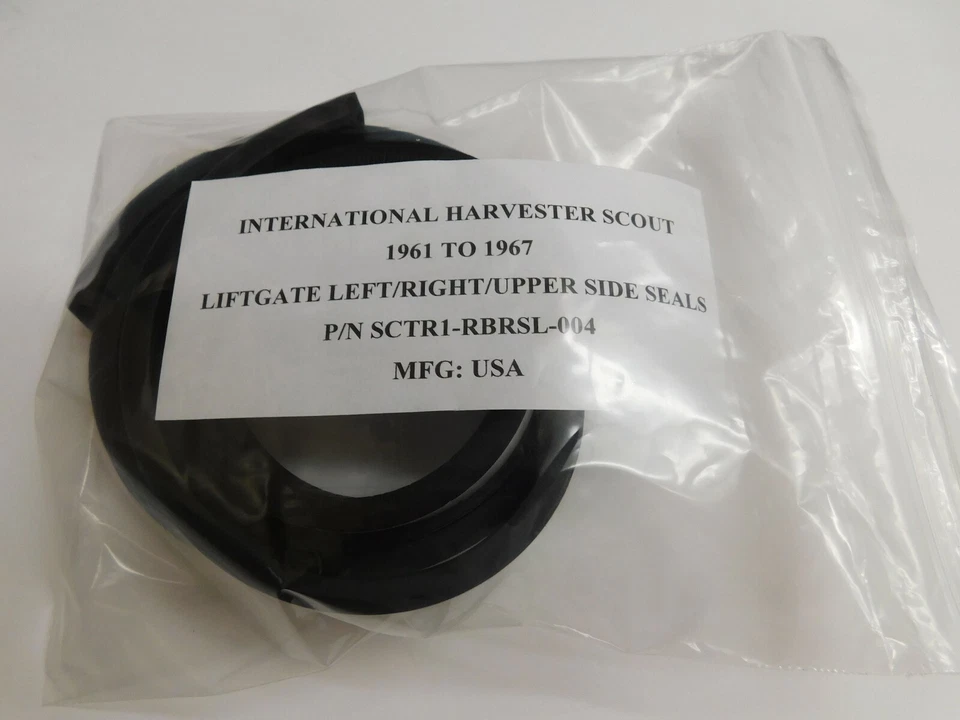 INTERNATIONAL HARVESTER SCOUT
1961 TO 1967
LIFTGATE LEFT/RIGHT/UPPER SIDE SEALS
P/N SCTR1-RBRSL-004
MFG: USA